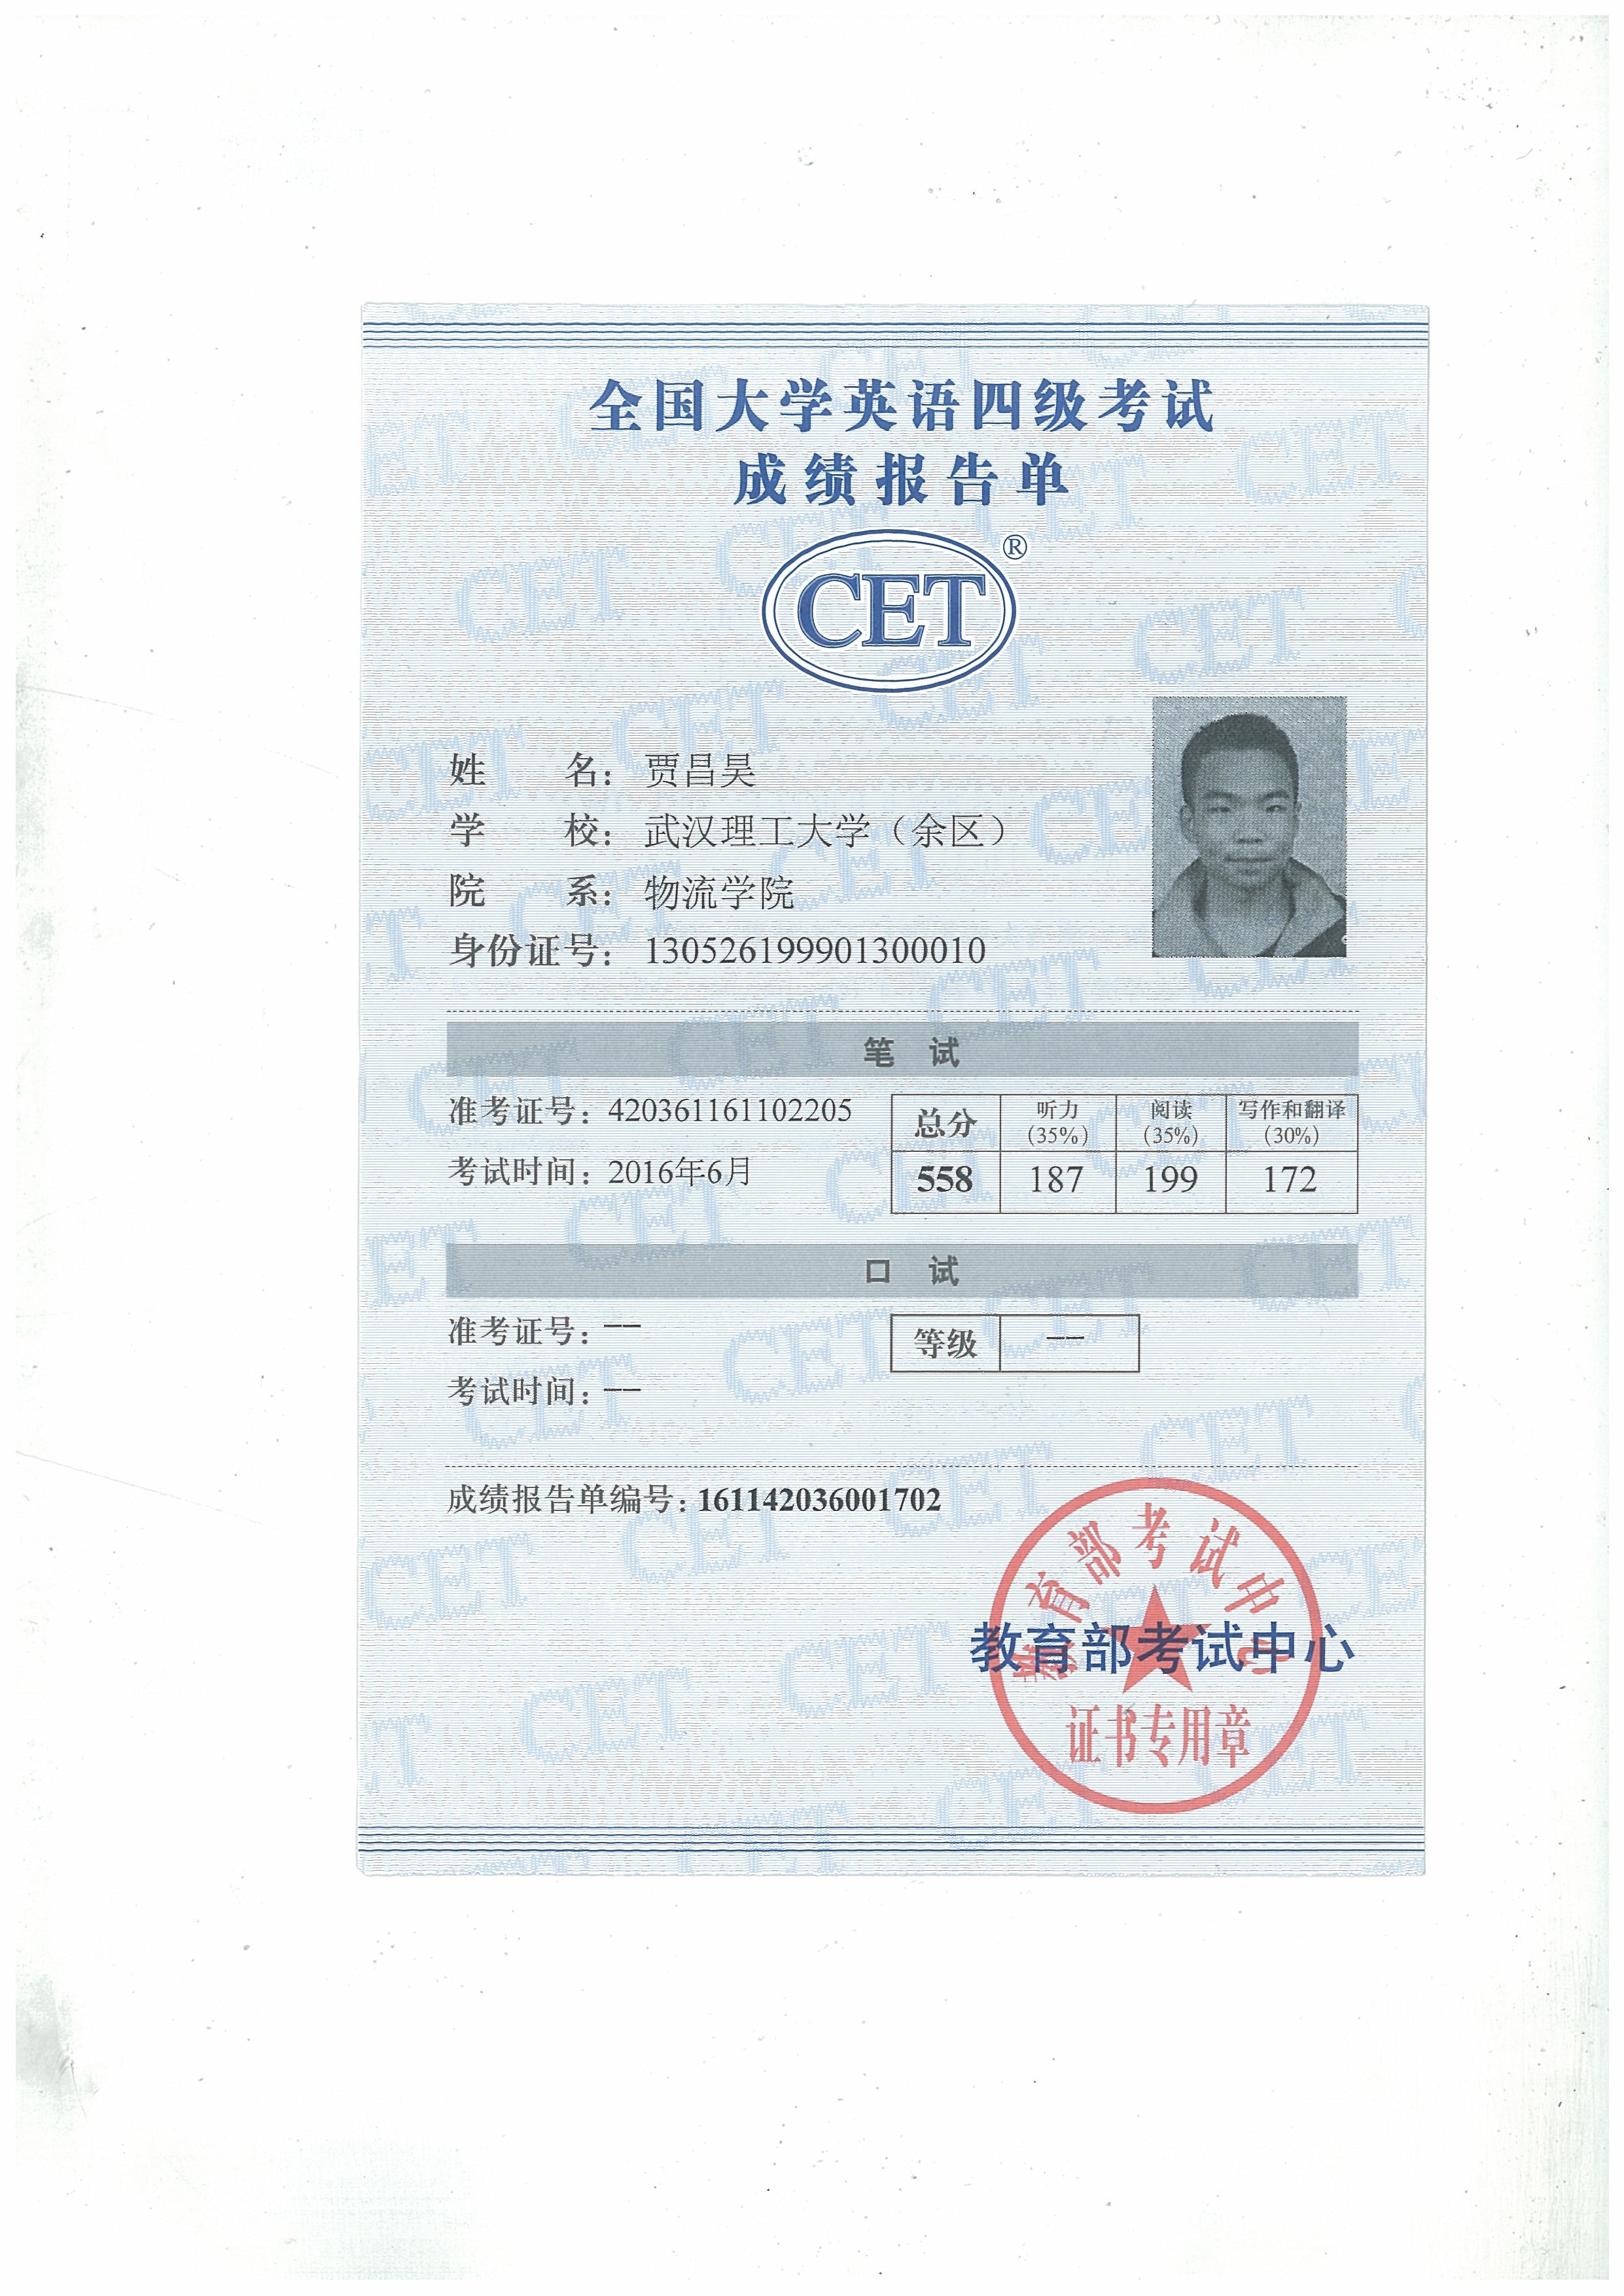 全国大学英语四级考试
成绩报告单
CET®
姓 名： 贾昌昊
学 校： 武汉理工大学（余区）
院 系： 物流学院
身份证号： 130526199901300010
笔 试
准考证号：420361161102205
考试时间：2016年6月
总分 听力（35%） 阅读（35%） 写作和翻译（30%）
558 187 199 172
口 试
准考证号：——
考试时间：——
等级 ——
成绩报告单编号：161142036001702
教育部考试中心
教育部考试中心
证书专用章